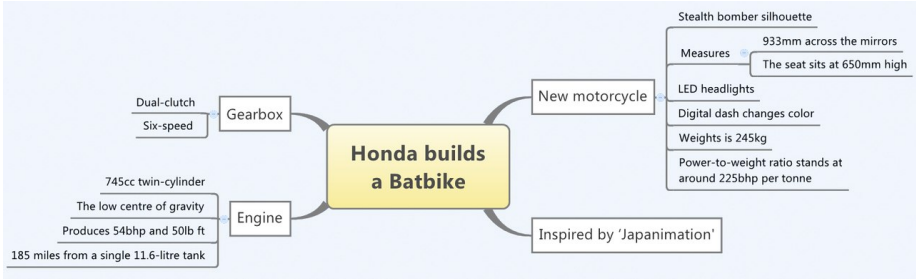 Honda builds
a Batbike
New motorcycle
Stealth bomber silhouette
Measures
933mm across the mirrors
The seat sits at 650mm high
LED headlights
Digital dash changes color
Weights is 245kg
Power-to-weight ratio stands at
around 225bhp per tonne
Inspired by 'Japanimation'
Gearbox
Dual-clutch
Six-speed
Engine
745cc twin-cylinder
The low centre of gravity
Produces 54bhp and 50lb ft
185 miles from a single 11.6-litre tank